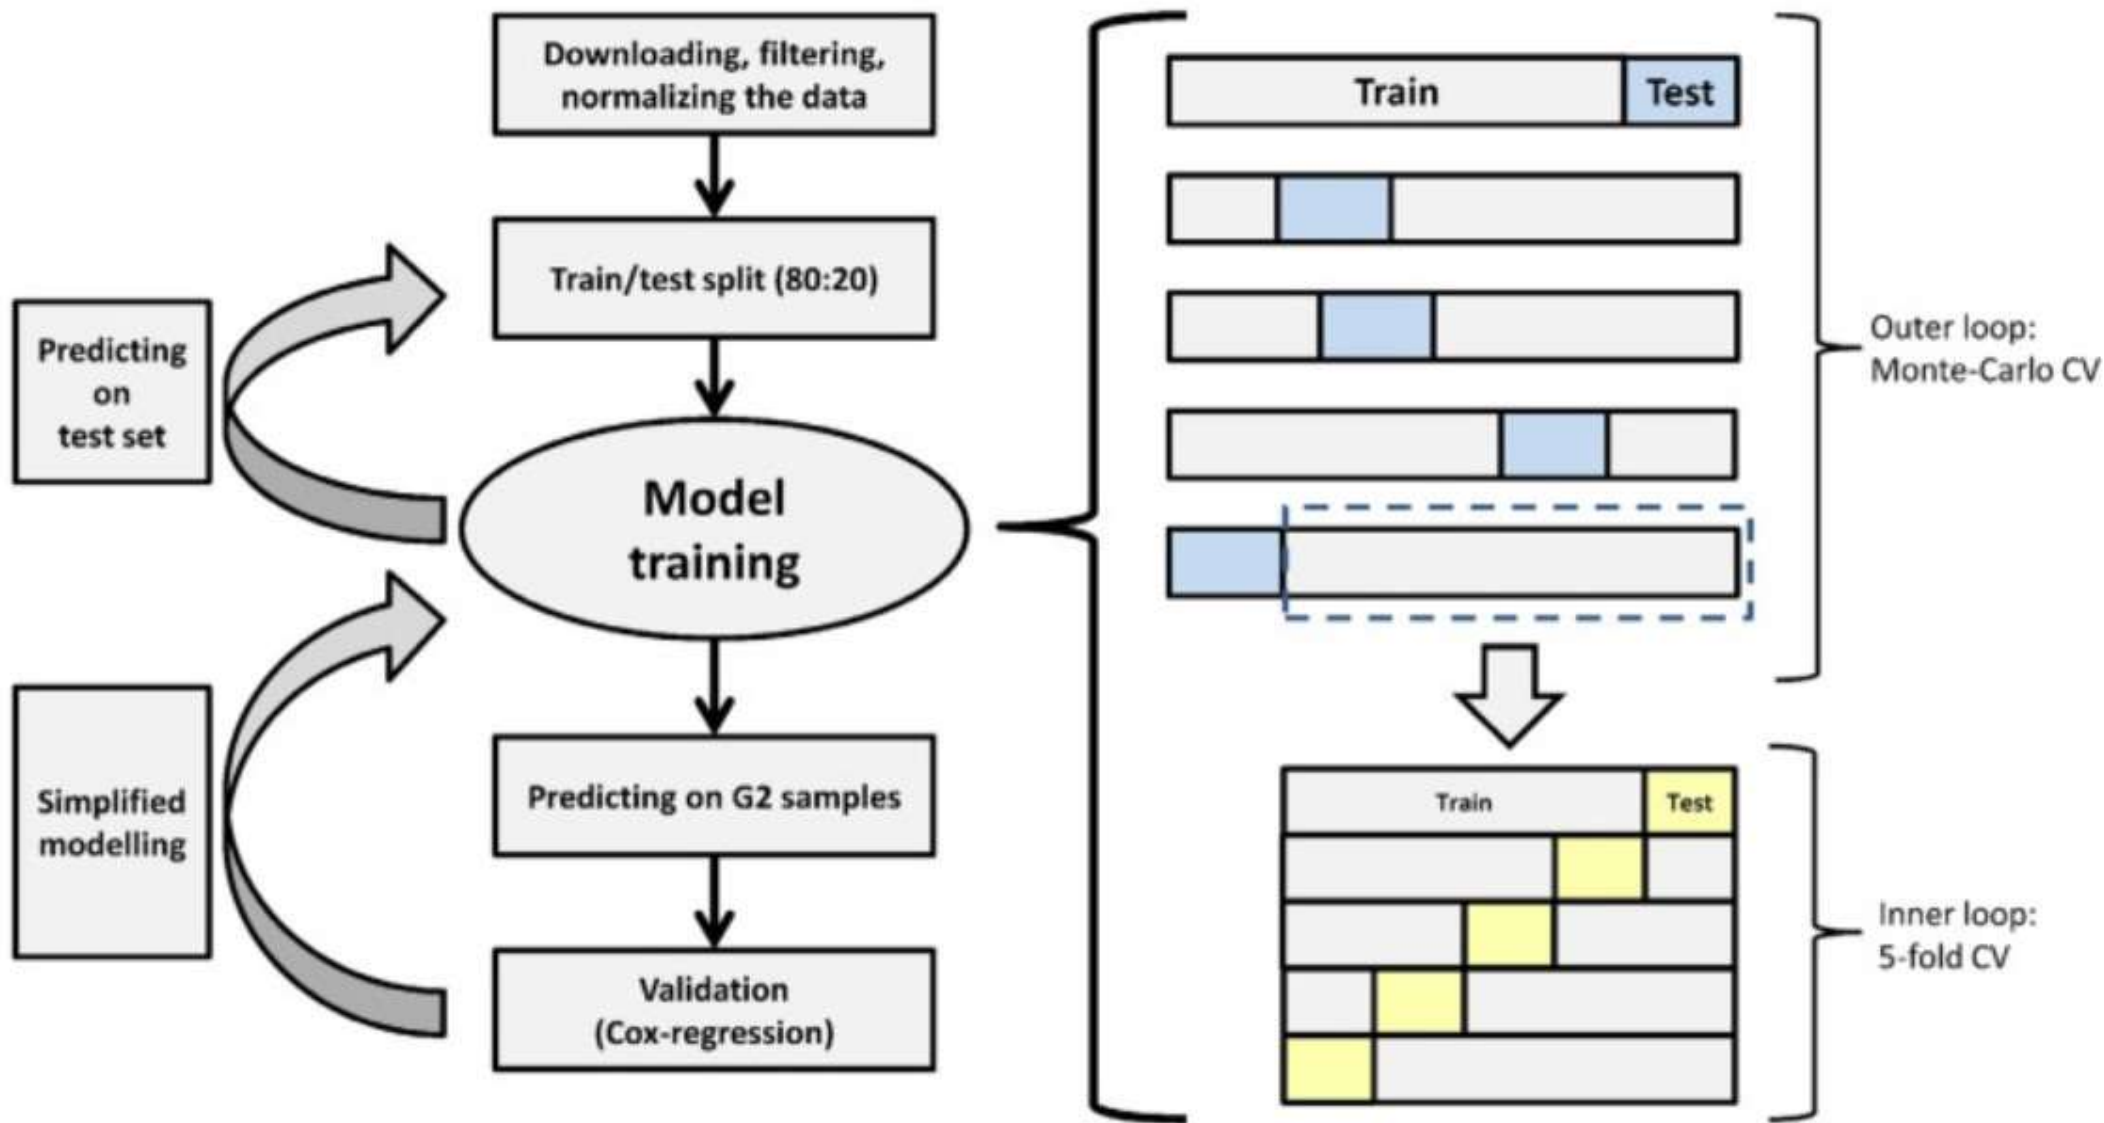 Downloading, filtering,
normalizing the data
Train/test split (80:20)
Predicting
on
test set
Model
training
Simplified
modelling
Predicting on G2 samples
Validation
(Cox-regression)
Train Test
Outer loop:
Monte-Carlo CV
Train Test
Inner loop:
5-fold CV